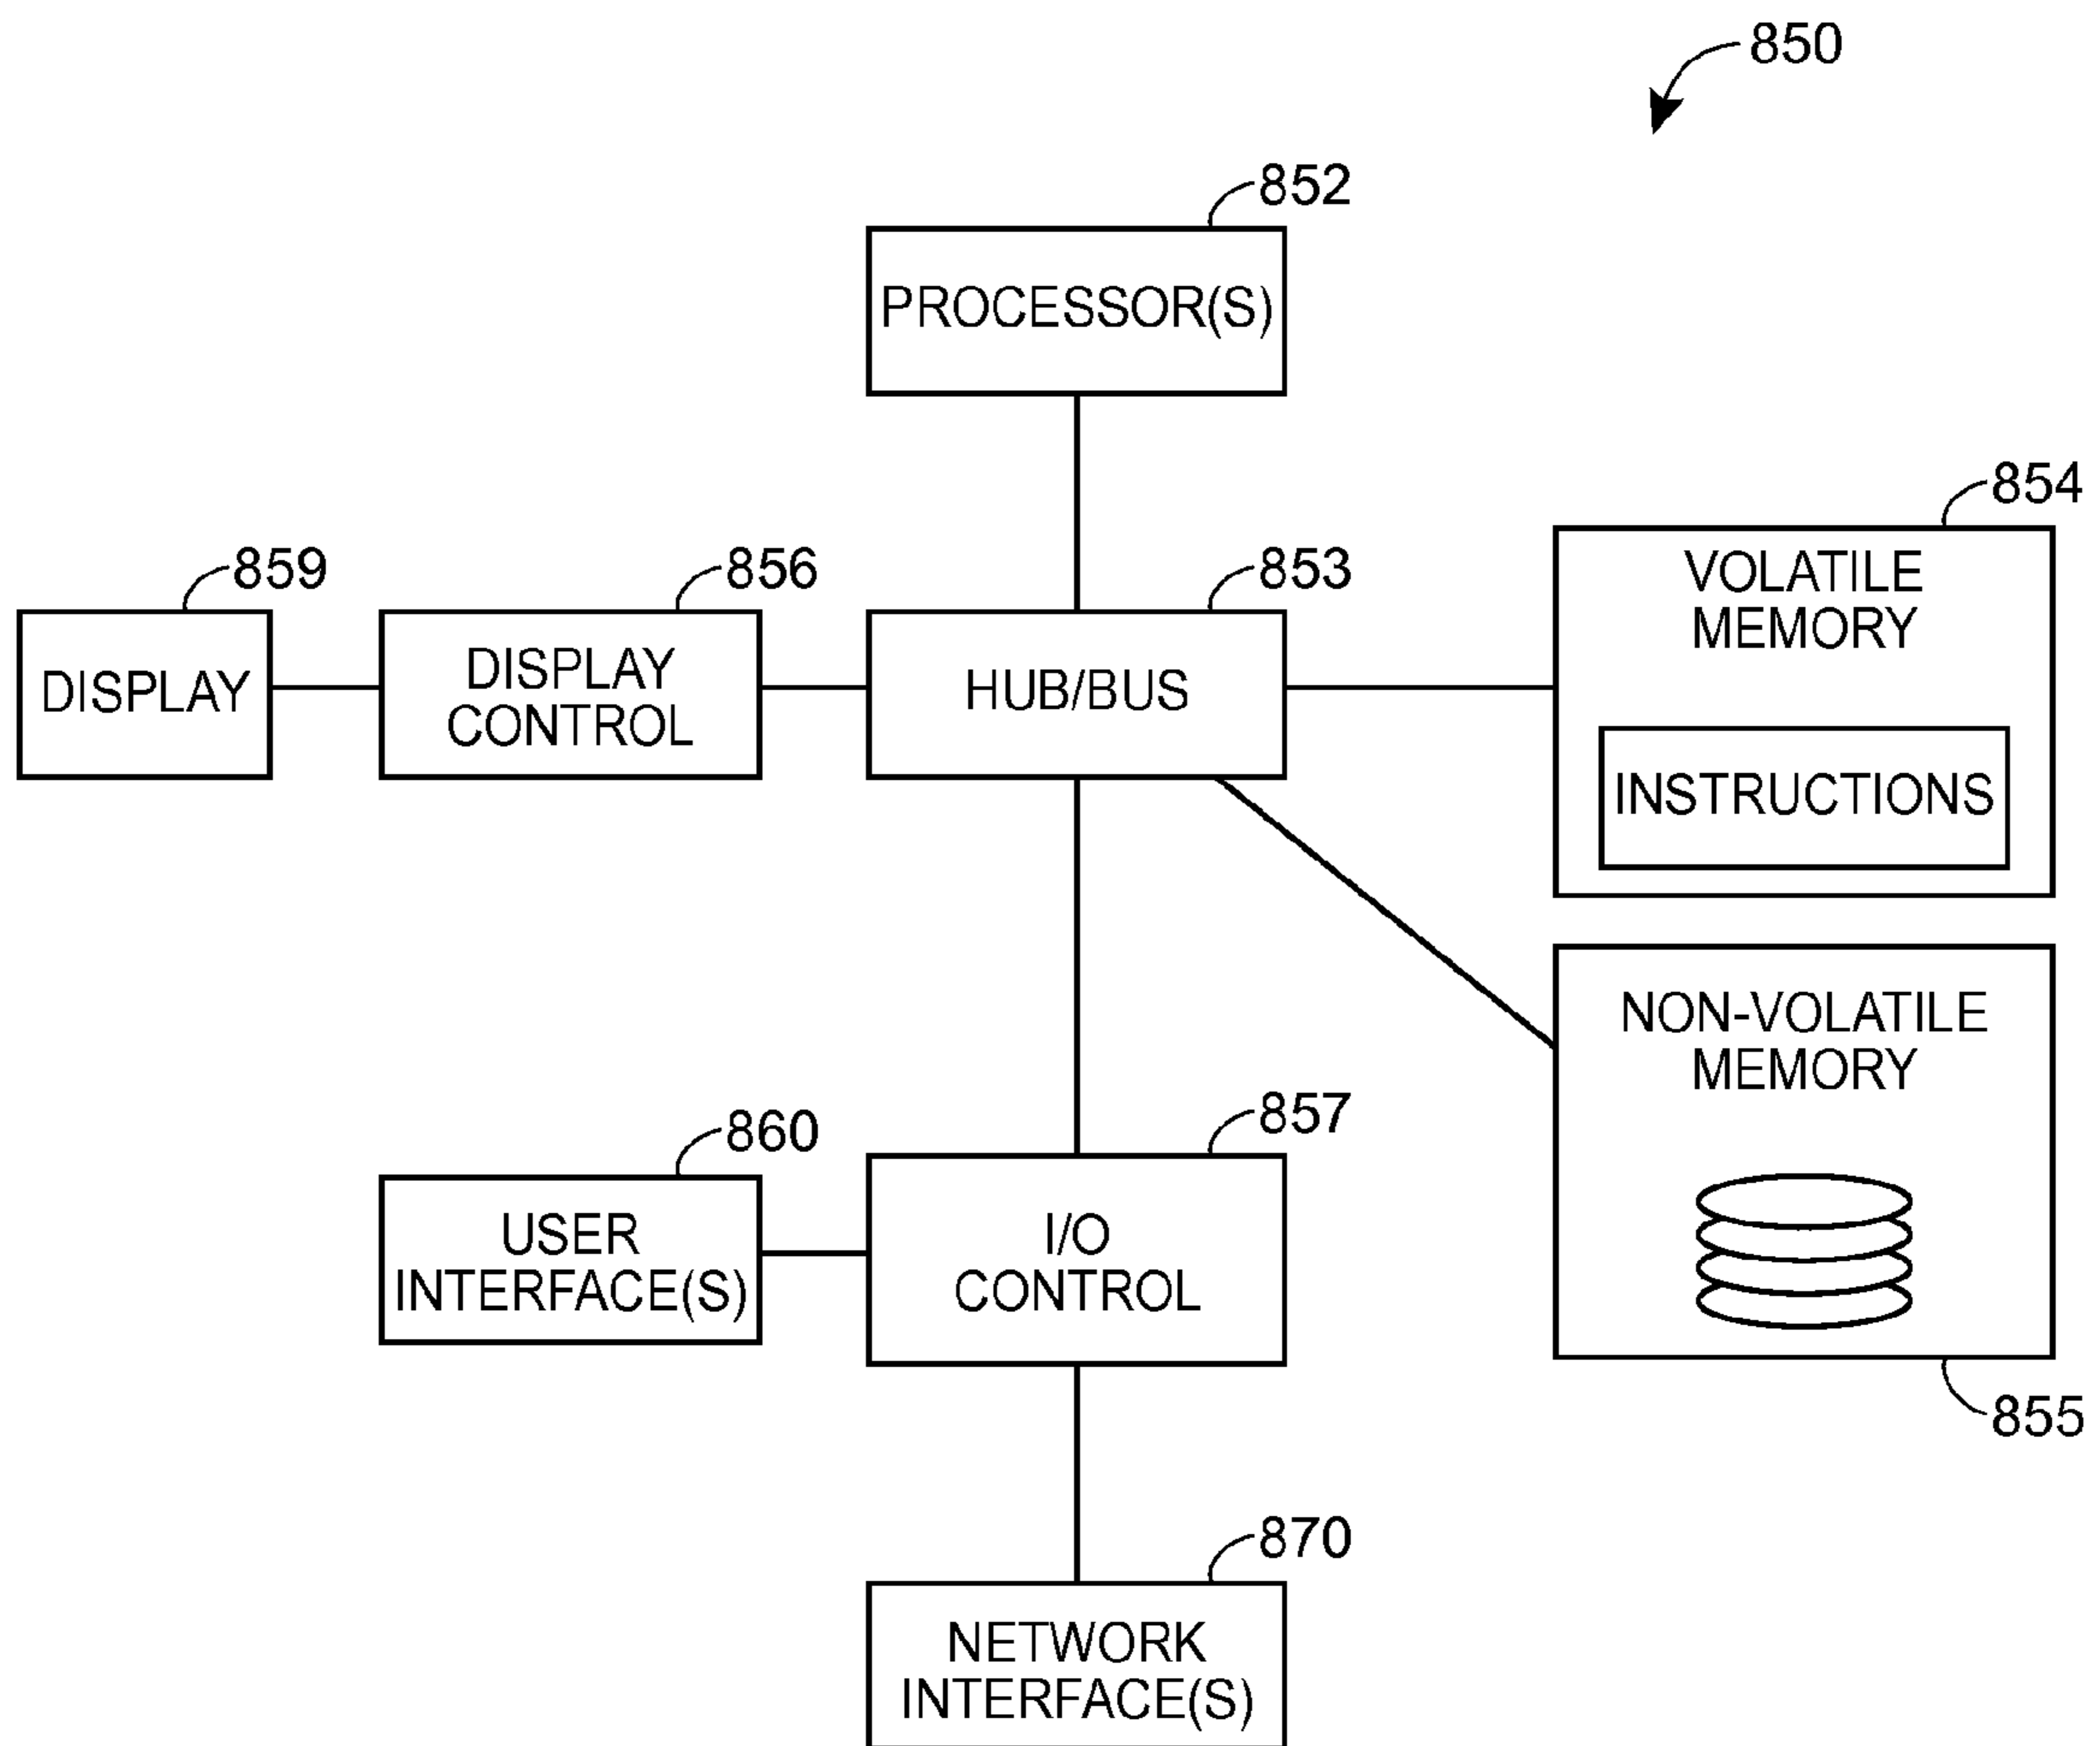 850
852
PROCESSOR(S)
854
VOLATILE
MEMORY
INSTRUCTIONS
859
DISPLAY
856
DISPLAY
CONTROL
853
HUB/BUS
NON-VOLATILE
MEMORY
855
860
USER
INTERFACE(S)
857
I/O
CONTROL
870
NETWORK
INTERFACE(S)